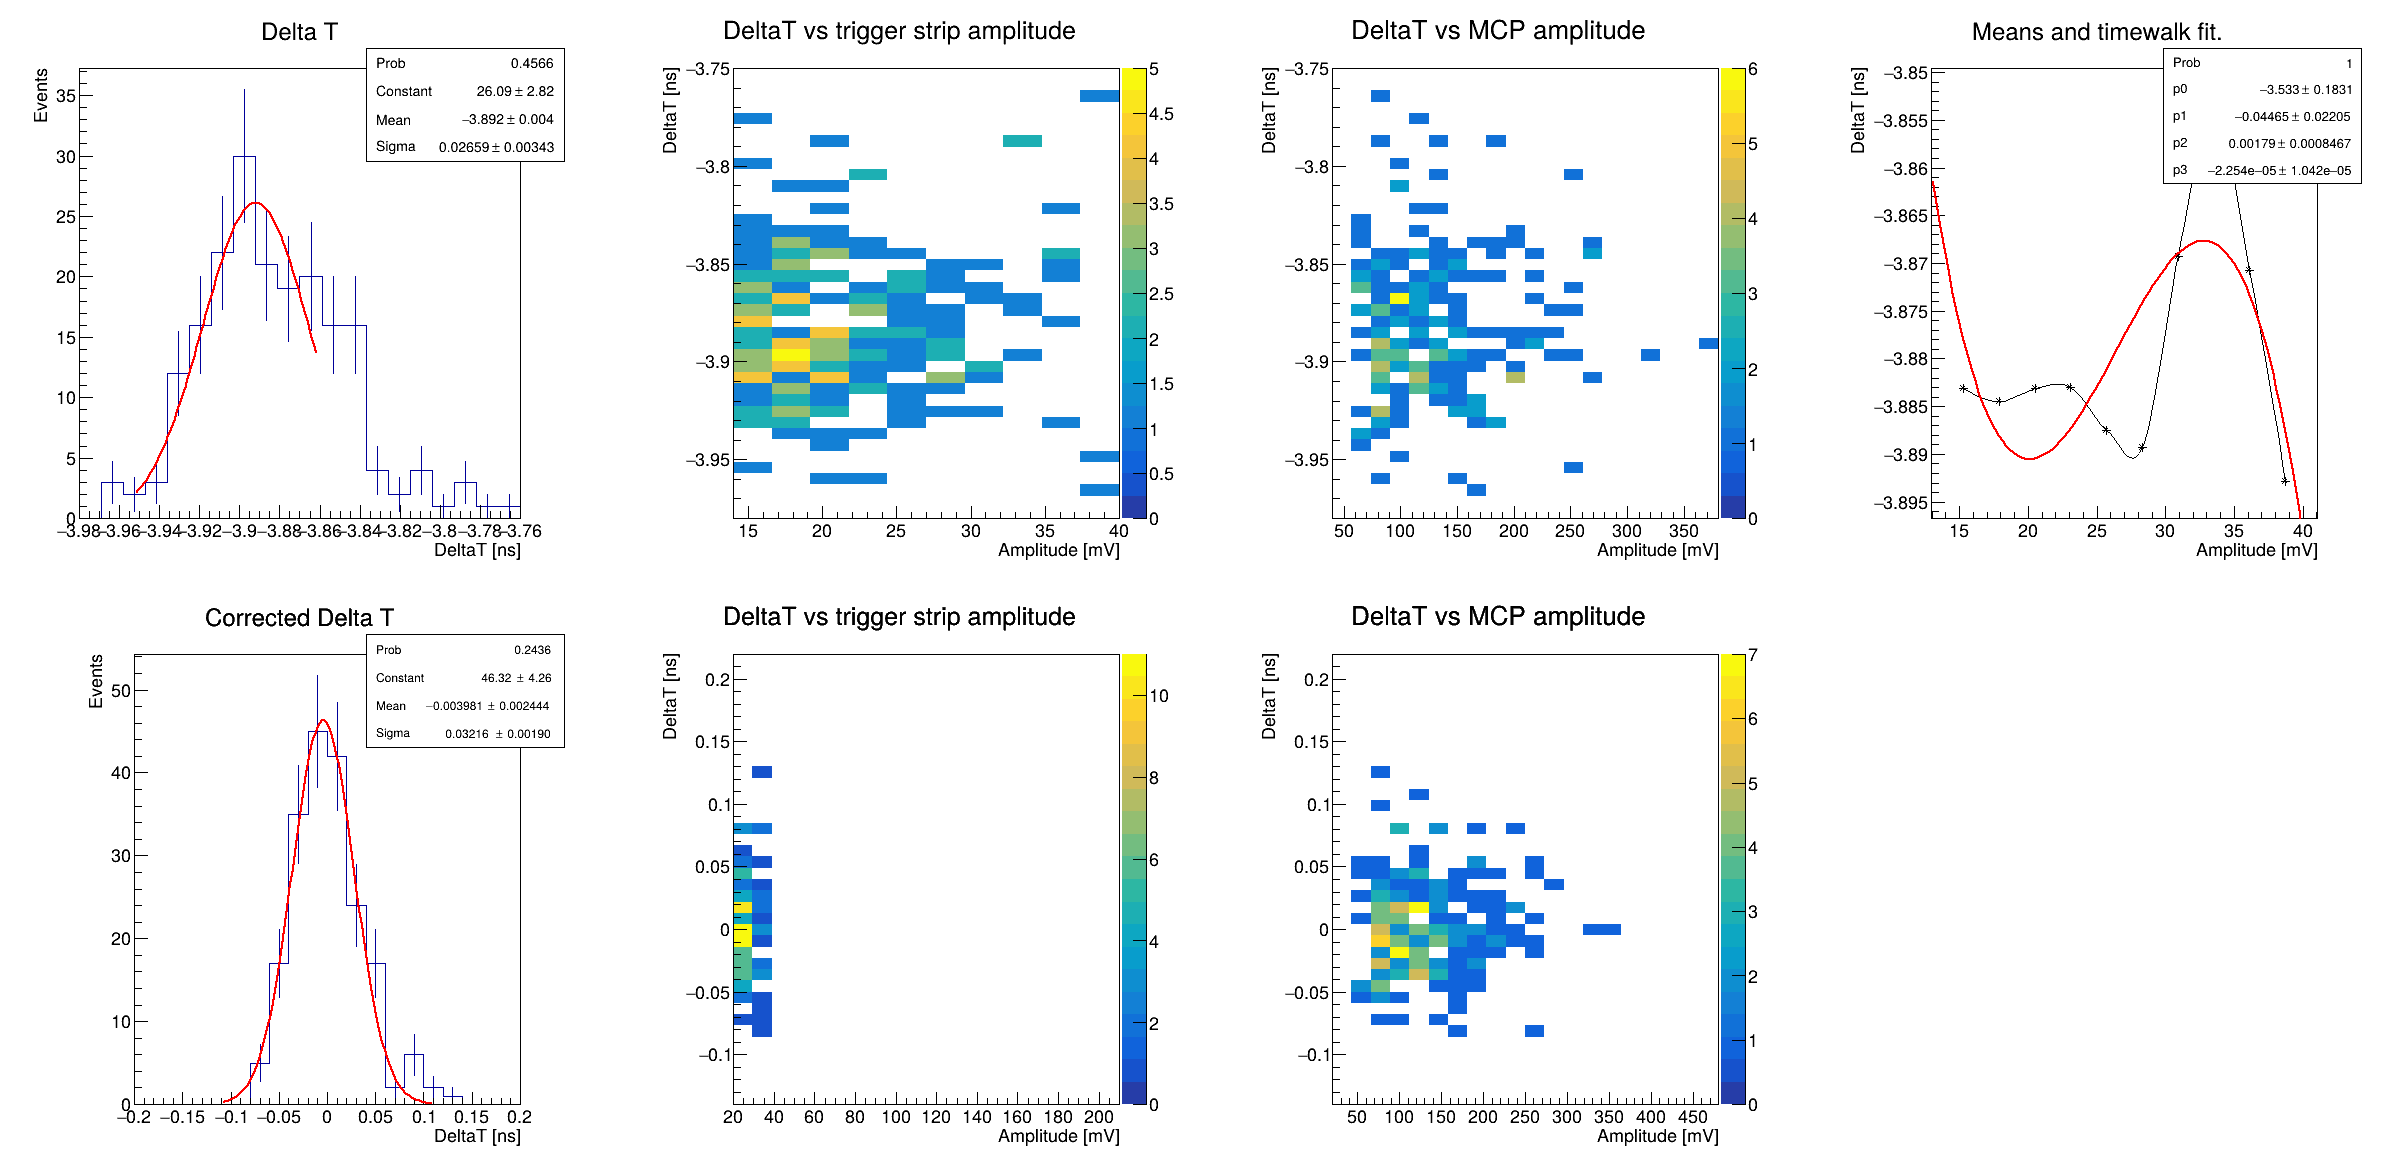 Delta T
Events
Prob 0.4566
Constant 26.09 ± 2.82
Mean −3.892 ± 0.004
Sigma 0.02659 ± 0.00343
35
30
25
20
15
10
5
0
−3.98 −3.96 −3.94 −3.92 −3.9 −3.88 −3.86 −3.84 −3.82 −3.8 −3.78 −3.76
DeltaT [ns]
DeltaT vs trigger strip amplitude
DeltaT [ns]
−3.75
−3.8
−3.85
−3.9
−3.95
15 20 25 30 35 40
Amplitude [mV]
5
4.5
4
3.5
3
2.5
2
1.5
1
0.5
0
DeltaT vs MCP amplitude
DeltaT [ns]
−3.75
−3.8
−3.85
−3.9
−3.95
50 100 150 200 250 300 350
Amplitude [mV]
6
5
4
3
2
1
0
Means and timewalk fit.
DeltaT [ns]
Prob 1
p0 −3.533 ± 0.1831
p1 −0.04465 ± 0.02205
p2 0.00179 ± 0.0008467
p3 −2.254e−05 ± 1.042e−05
−3.85
−3.855
−3.86
−3.865
−3.87
−3.875
−3.88
−3.885
−3.89
−3.895
15 20 25 30 35 40
Amplitude [mV]
Corrected Delta T
Events
Prob 0.2436
Constant 46.32 ± 4.26
Mean −0.003981 ± 0.002444
Sigma 0.03216 ± 0.00190
50
40
30
20
10
0
−0.2 −0.15 −0.1 −0.05 0 0.05 0.1 0.15 0.2
DeltaT [ns]
DeltaT vs trigger strip amplitude
DeltaT [ns]
0.2
0.15
0.1
0.05
0
−0.05
−0.1
20 40 60 80 100 120 140 160 180 200
Amplitude [mV]
10
8
6
4
2
0
DeltaT vs MCP amplitude
DeltaT [ns]
0.2
0.15
0.1
0.05
0
−0.05
−0.1
50 100 150 200 250 300 350 400 450
Amplitude [mV]
7
6
5
4
3
2
1
0